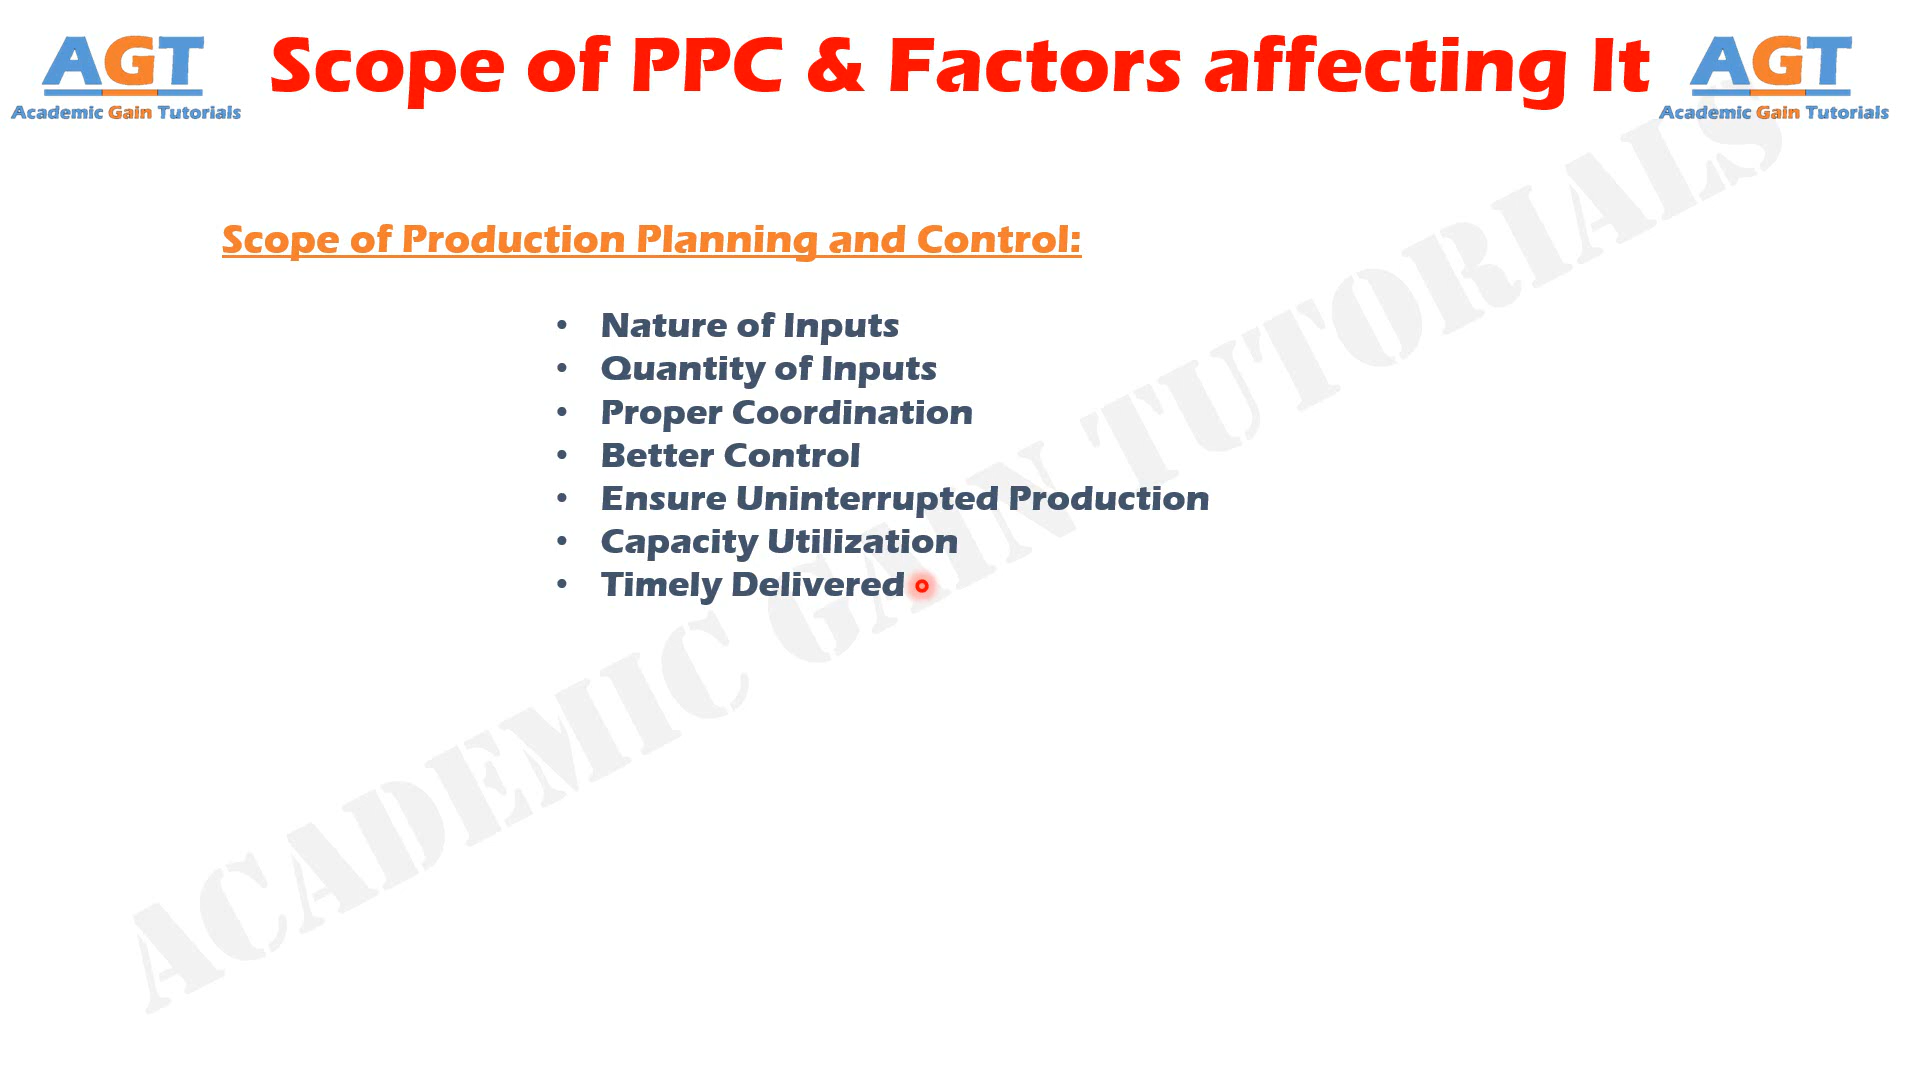 AGT
Academic Gain Tutorials
Scope of PPC & Factors affecting It
AGT
Academic Gain Tutorials
Scope of Production Planning and Control:
• Nature of Inputs
• Quantity of Inputs
• Proper Coordination
• Better Control
• Ensure Uninterrupted Production
• Capacity Utilization
• Timely Delivered
ACADEMIC GAIN TUTORIALS